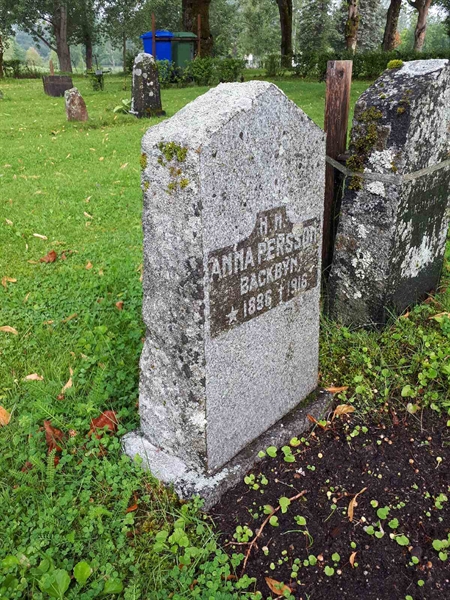 ANNA PERSSON
BACKBYN
* 1886 † 1916